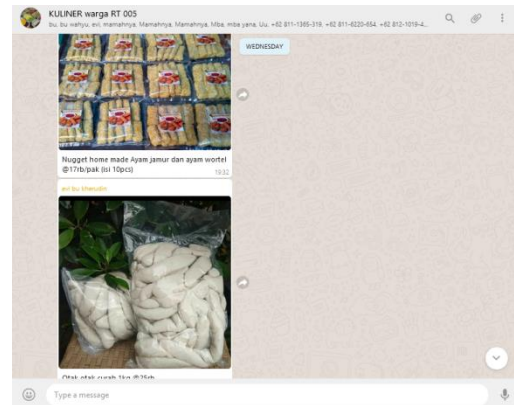 KULINER warga RT 005
bu, bu wahyu, evi, mamahnya, Mamahnya, Mamahnya, Mba, mba yana, Uu, +62 811-1365-319, +62 811-6220-654, +62 812-1019-4...
WEDNESDAY
Nugget home made Ayam jamur dan ayam wortel
@17rb/pak (isi 10pcs)
19:32
evi bu kherudin
Otak otak curah 1kg @35rb
Type a message